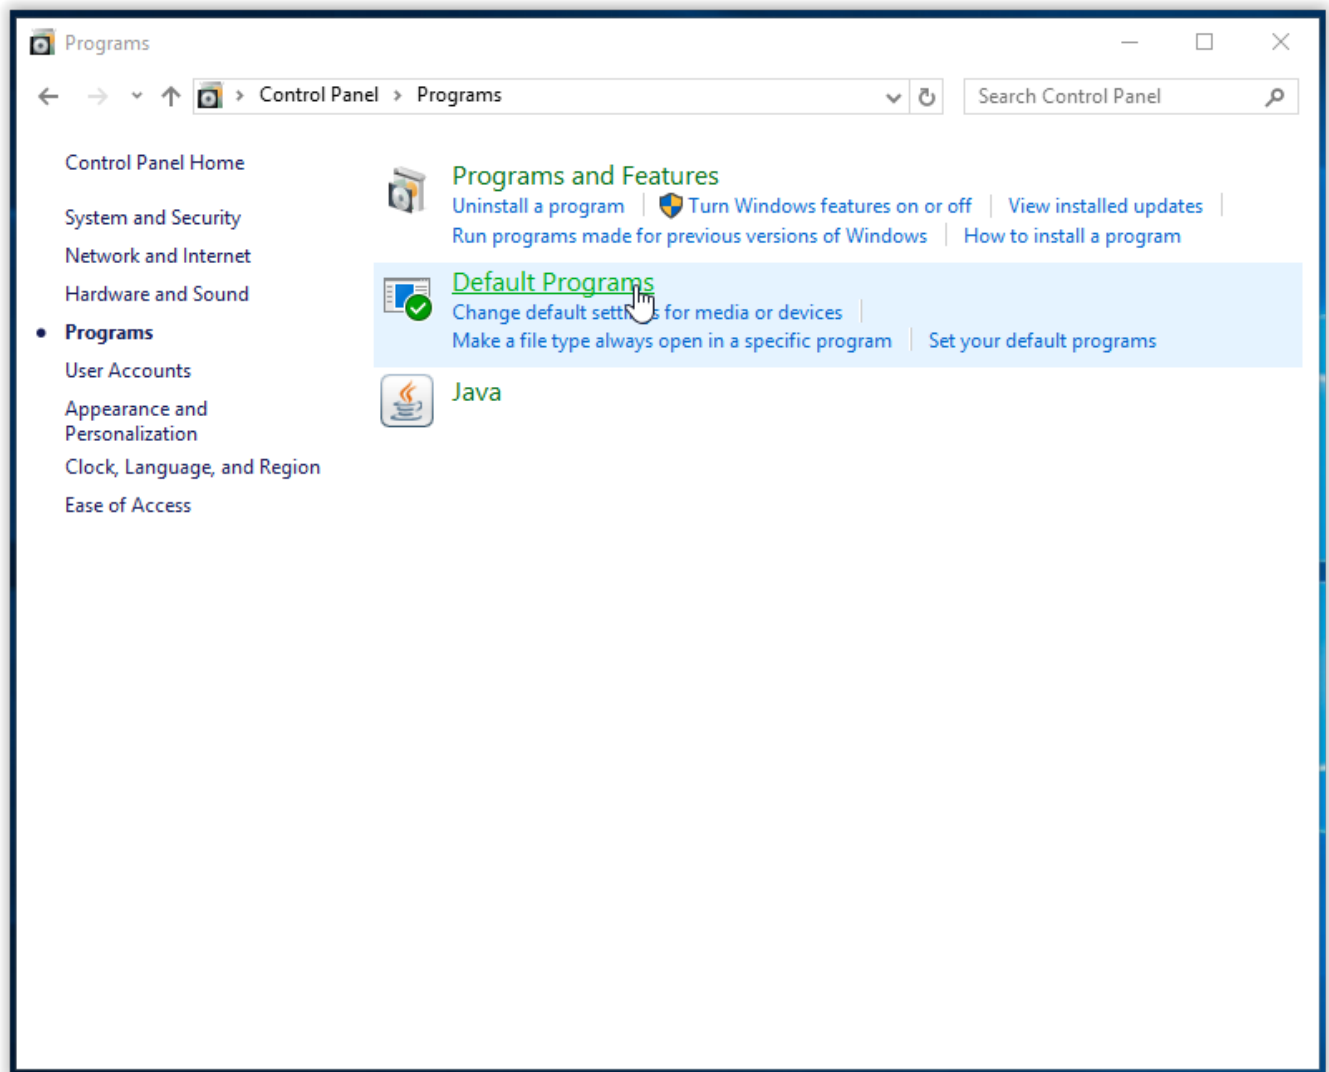 Programs
Control Panel > Programs
Search Control Panel
Control Panel Home
System and Security
Network and Internet
Hardware and Sound
Programs
User Accounts
Appearance and
Personalization
Clock, Language, and Region
Ease of Access
Programs and Features
Uninstall a program | Turn Windows features on or off | View installed updates |
Run programs made for previous versions of Windows | How to install a program
Default Programs
Change default settings for media or devices |
Make a file type always open in a specific program | Set your default programs
Java